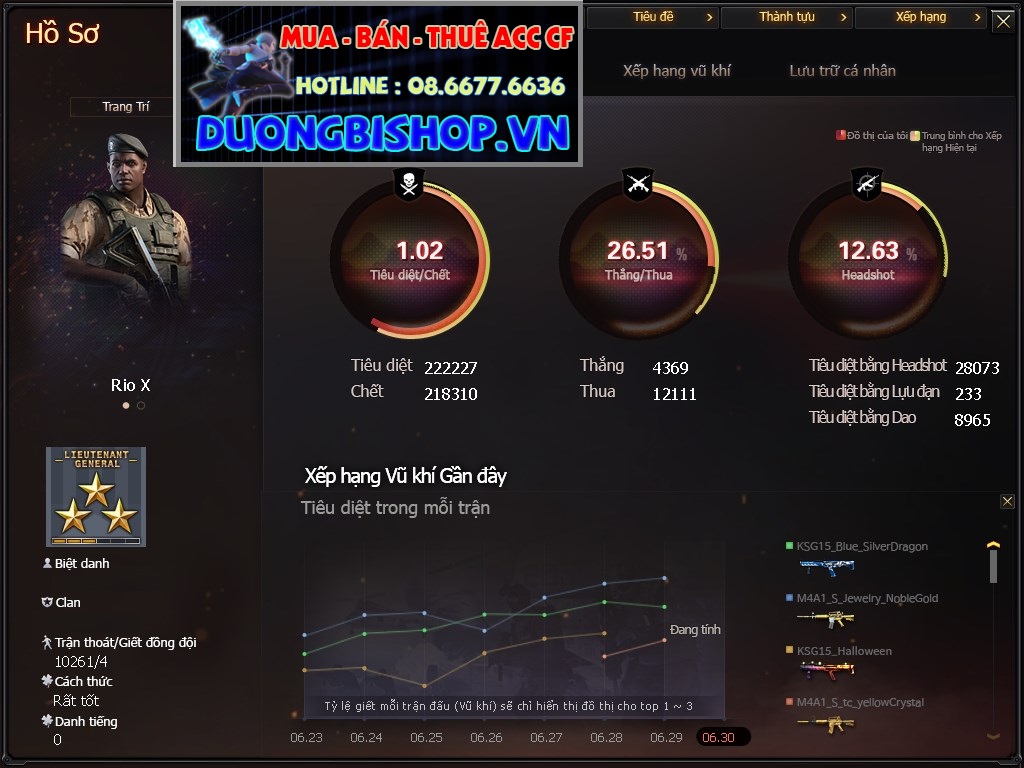 Hồ Sơ
MUA - BÁN - THUÊ ACC CF
HOTLINE : 08.6677.6636
DUONGBISHOP.VN
Tiêu đề
Thành tựu
Xếp hạng
Xếp hạng vũ khí
Lưu trữ cá nhân
Trang Trí
Đồ thị của tôi
Trung bình cho Xếp
hạng Hiện tại
1.02
Tiêu diệt/Chết
26.51 %
Thắng/Thua
12.63 %
Headshot
Tiêu diệt 222227
Chết 218310
Thắng 4369
Thua 12111
Tiêu diệt bằng Headshot 28073
Tiêu diệt bằng Lựu đạn 233
Tiêu diệt bằng Dao 8965
Rio X
LIEUTENANT
GENERAL
Biệt danh
Clan
Trận thoát/Giết đồng đội
10261/4
Cách thức
Rất tốt
Danh tiếng
0
Xếp hạng Vũ khí Gần đây
Tiêu diệt trong mỗi trận
Đang tính
Tỷ lệ giết mỗi trận đấu (Vũ khí) sẽ chỉ hiển thị đồ thị cho top 1 ~ 3
06.23 06.24 06.25 06.26 06.27 06.28 06.29 06.30
KSG15_Blue_SilverDragon
M4A1_S_Jewelry_NobleGold
KSG15_Halloween
M4A1_S_tc_yellowCrystal